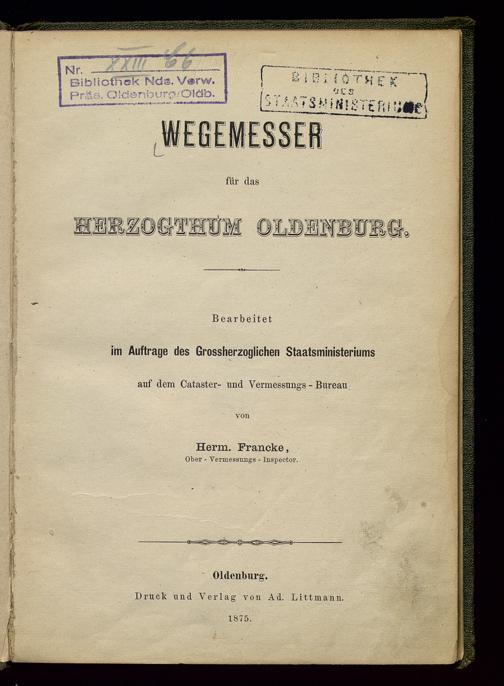 Nr. XXIII 66
Bibliothek Nds. Verw.
Präs. Oldenburg/Oldb.
BIBLIOTHEK
DES
STAATSMINISTERIUMS
WEGEMESSER
für das
HERZOGTHUM OLDENBURG.
Bearbeitet
im Auftrage des Grossherzoglichen Staatsministeriums
auf dem Cataster- und Vermessungs-Bureau
von
Herm. Francke,
Ober-Vermessungs-Inspector.
Oldenburg.
Druck und Verlag von Ad. Littmann.
1875.